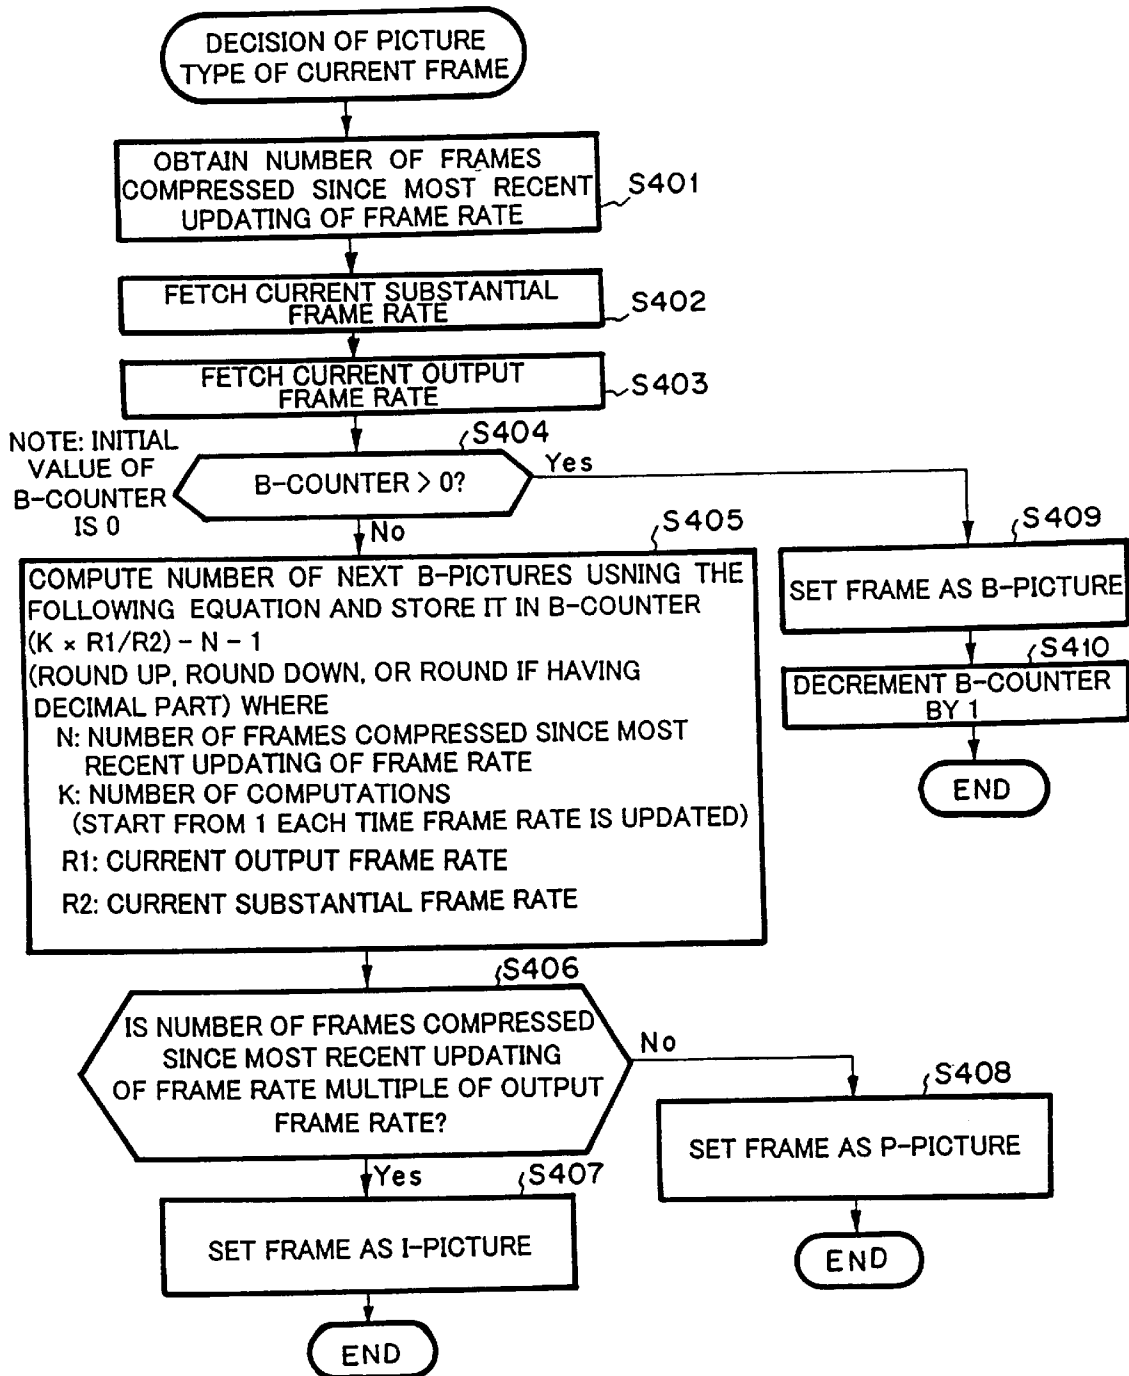 DECISION OF PICTURE
TYPE OF CURRENT FRAME
OBTAIN NUMBER OF FRAMES
COMPRESSED SINCE MOST RECENT
UPDATING OF FRAME RATE
S401
FETCH CURRENT SUBSTANTIAL
FRAME RATE
S402
FETCH CURRENT OUTPUT
FRAME RATE
S403
NOTE: INITIAL
VALUE OF
B-COUNTER
IS 0
S404
B-COUNTER > 0?
Yes
No
S405
COMPUTE NUMBER OF NEXT B-PICTURES USNING THE
FOLLOWING EQUATION AND STORE IT IN B-COUNTER
(K × R1/R2) - N - 1
(ROUND UP, ROUND DOWN, OR ROUND IF HAVING
DECIMAL PART) WHERE
N: NUMBER OF FRAMES COMPRESSED SINCE MOST
RECENT UPDATING OF FRAME RATE
K: NUMBER OF COMPUTATIONS
(START FROM 1 EACH TIME FRAME RATE IS UPDATED)
R1: CURRENT OUTPUT FRAME RATE
R2: CURRENT SUBSTANTIAL FRAME RATE
S409
SET FRAME AS B-PICTURE
S410
DECREMENT B-COUNTER
BY 1
END
S406
IS NUMBER OF FRAMES COMPRESSED
SINCE MOST RECENT UPDATING
OF FRAME RATE MULTIPLE OF OUTPUT
FRAME RATE?
No
S408
SET FRAME AS P-PICTURE
END
Yes
S407
SET FRAME AS I-PICTURE
END